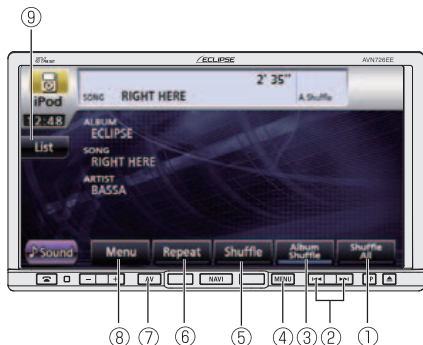 ⑨
ECLIPSE
AVN726EE
2' 35"
iPod
SONG RIGHT HERE
A.Shuffle
12:48
ALBUM
ECLIPSE
List
SONG
RIGHT HERE
ARTIST
BASSA
Sound Menu Repeat Shuffle Album Shuffle Shuffle All
AV NAVI MENU
⑧ ⑦ ⑥ ⑤ ④ ③ ② ①